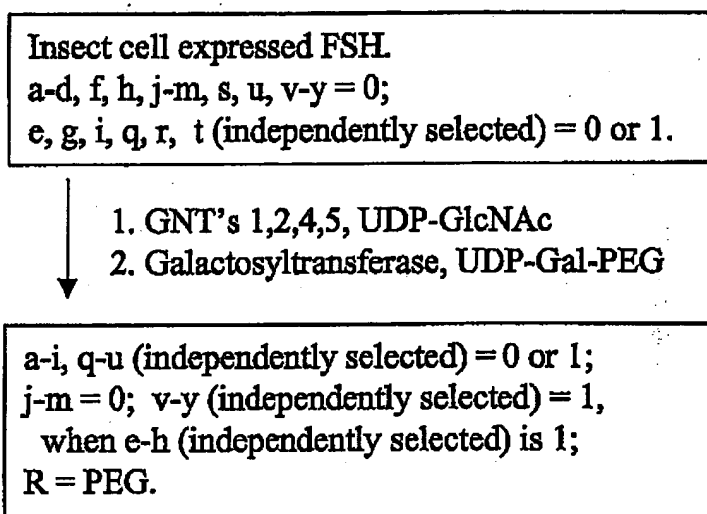 Insect cell expressed FSH.
a-d, f, h, j-m, s, u, v-y = 0;
e, g, i, q, r, t (independently selected) = 0 or 1.
1. GNT's 1,2,4,5, UDP-GlcNAc
2. Galactosyltransferase, UDP-Gal-PEG
a-i, q-u (independently selected) = 0 or 1;
j-m = 0; v-y (independently selected) = 1,
when e-h (independently selected) is 1;
R = PEG.